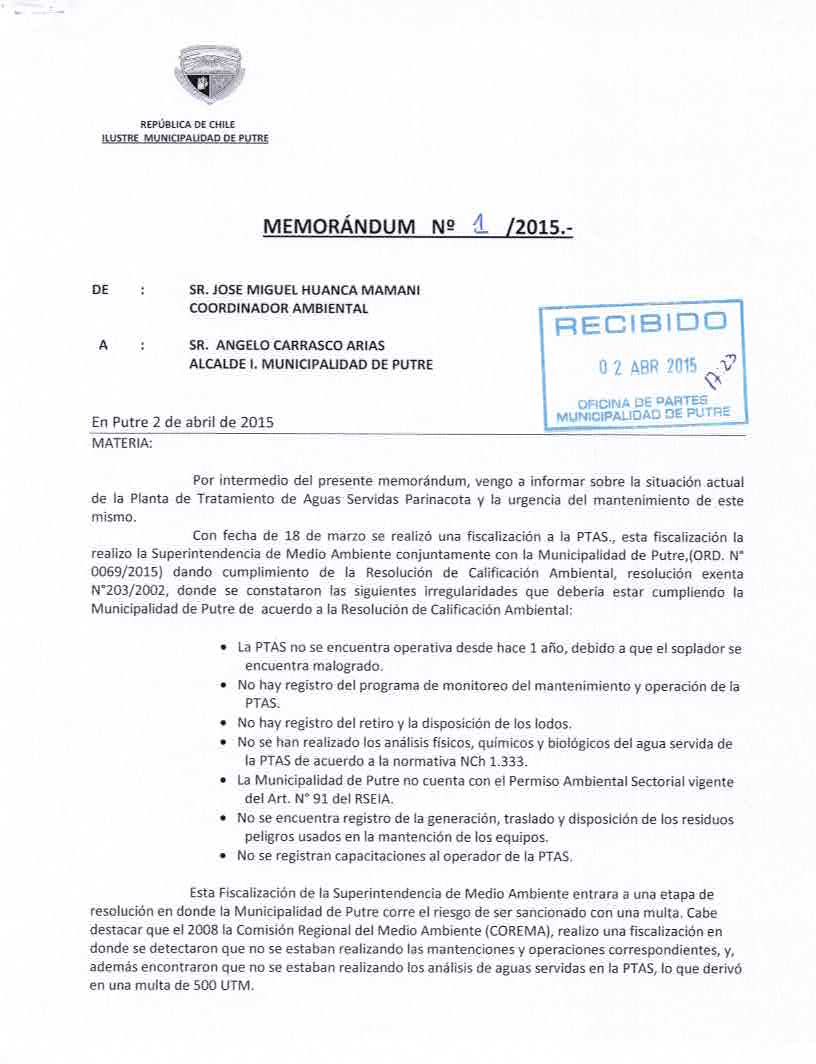 REPÚBLICA DE CHILE
ILUSTRE MUNICIPALIDAD DE PUTRE
MEMORÁNDUM Nº 1 /2015.-
DE : SR. JOSE MIGUEL HUANCA MAMANI
COORDINADOR AMBIENTAL
A : SR. ANGELO CARRASCO ARIAS
ALCALDE I. MUNICIPALIDAD DE PUTRE
RECIBIDO
02 ABR 2015 17:23
OFICINA DE PARTES
MUNICIPALIDAD DE PUTRE
En Putre 2 de abril de 2015
MATERIA:
Por intermedio del presente memorándum, vengo a informar sobre la situación actual
de la Planta de Tratamiento de Aguas Servidas Parinacota y la urgencia del mantenimiento de este
mismo.
Con fecha de 18 de marzo se realizó una fiscalización a la PTAS., esta fiscalización la
realizo la Superintendencia de Medio Ambiente conjuntamente con la Municipalidad de Putre,(ORD. N°
0069/2015) dando cumplimiento de la Resolución de Calificación Ambiental, resolución exenta
N°203/2002, donde se constataron las siguientes irregularidades que debería estar cumpliendo la
Municipalidad de Putre de acuerdo a la Resolución de Calificación Ambiental:
• La PTAS no se encuentra operativa desde hace 1 año, debido a que el soplador se
encuentra malogrado.
• No hay registro del programa de monitoreo del mantenimiento y operación de la
PTAS.
• No hay registro del retiro y la disposición de los lodos.
• No se han realizado los análisis físicos, químicos y biológicos del agua servida de
la PTAS de acuerdo a la normativa NCh 1.333.
• La Municipalidad de Putre no cuenta con el Permiso Ambiental Sectorial vigente
del Art. N° 91 del RSEIA.
• No se encuentra registro de la generación, traslado y disposición de los residuos
peligros usados en la mantención de los equipos.
• No se registran capacitaciones al operador de la PTAS.
Esta Fiscalización de la Superintendencia de Medio Ambiente entrara a una etapa de
resolución en donde la Municipalidad de Putre corre el riesgo de ser sancionado con una multa. Cabe
destacar que el 2008 la Comisión Regional del Medio Ambiente (COREMA), realizo una fiscalización en
donde se detectaron que no se estaban realizando las mantenciones y operaciones correspondientes, y,
además encontraron que no se estaban realizando los análisis de aguas servidas en la PTAS, lo que derivó
en una multa de 500 UTM.